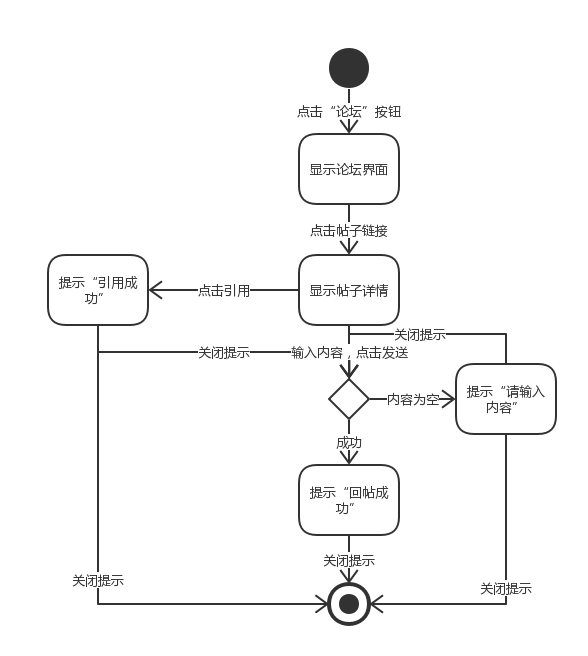 点击“论坛”按钮
显示论坛界面
点击帖子链接
提示“引用成
功”
点击引用
显示帖子详情
关闭提示
关闭提示
输入内容，点击发送
提示“请输入
内容”
内容为空
成功
提示“回帖成
功”
关闭提示
关闭提示
关闭提示